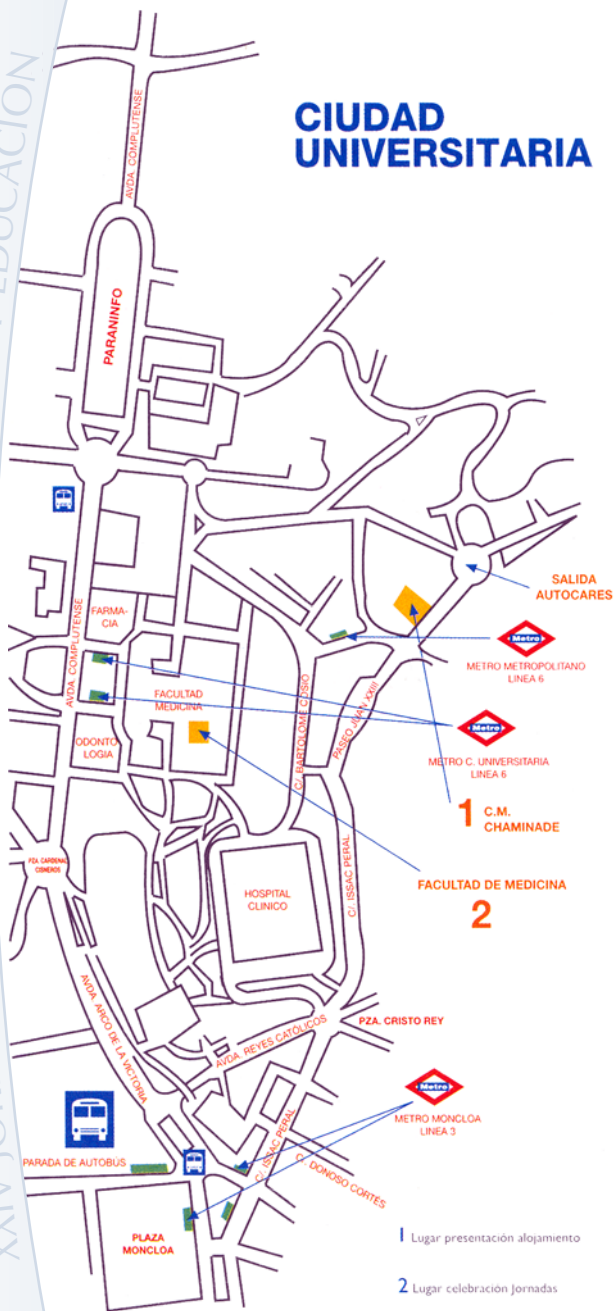 CIUDAD
UNIVERSITARIA
AVDA. COMPLUTENSE
PARANINFO
SALIDA
AUTOCARES
FARMA-
CIA
Metro
METRO METROPOLITANO
LINEA 6
AVDA. COMPLUTENSE
FACULTAD
MEDICINA
C/. BARTOLOME COSIO
PASEO JUAN XXIII
ODONTO
LOGIA
Metro
METRO C. UNIVERSITARIA
LINEA 6
1 C.M.
CHAMINADE
PZA. CARDENAL
CISNEROS
HOSPITAL
CLINICO
C/. ISSAC PERAL
FACULTAD DE MEDICINA
2
AVDA. ARCO DE LA VICTORIA
AVDA. REYES CATÓLICOS
PZA. CRISTO REY
Metro
METRO MONCLOA
LINEA 3
PARADA DE AUTOBÚS
C/. ISSAC PERAL
C/. DONOSO CORTÉS
PLAZA
MONCLOA
1 Lugar presentación alojamiento
2 Lugar celebración Jornadas